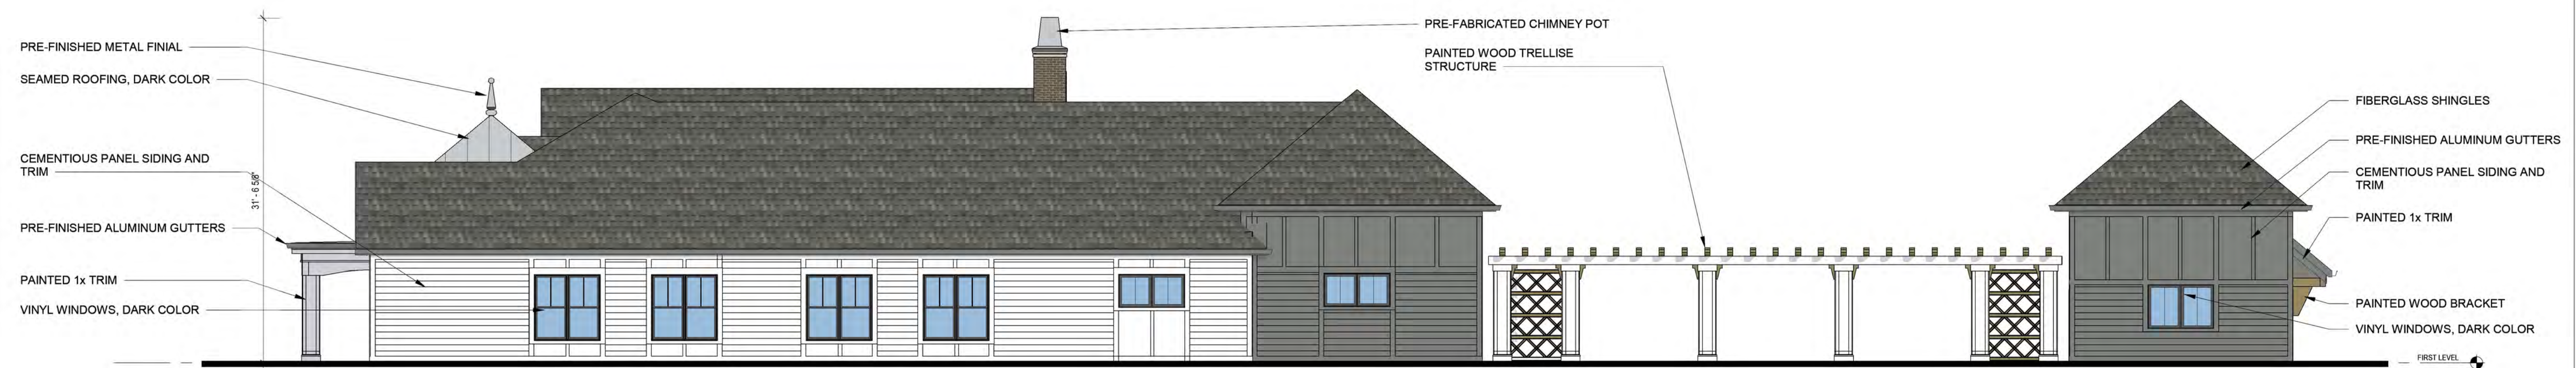 PRE-FINISHED METAL FINIAL
SEAMED ROOFING, DARK COLOR
CEMENTIOUS PANEL SIDING AND
TRIM
PRE-FINISHED ALUMINUM GUTTERS
PAINTED 1x TRIM
VINYL WINDOWS, DARK COLOR
31' - 6 5/8"
PRE-FABRICATED CHIMNEY POT
PAINTED WOOD TRELLISE
STRUCTURE
FIBERGLASS SHINGLES
PRE-FINISHED ALUMINUM GUTTERS
CEMENTIOUS PANEL SIDING AND
TRIM
PAINTED 1x TRIM
PAINTED WOOD BRACKET
VINYL WINDOWS, DARK COLOR
FIRST LEVEL